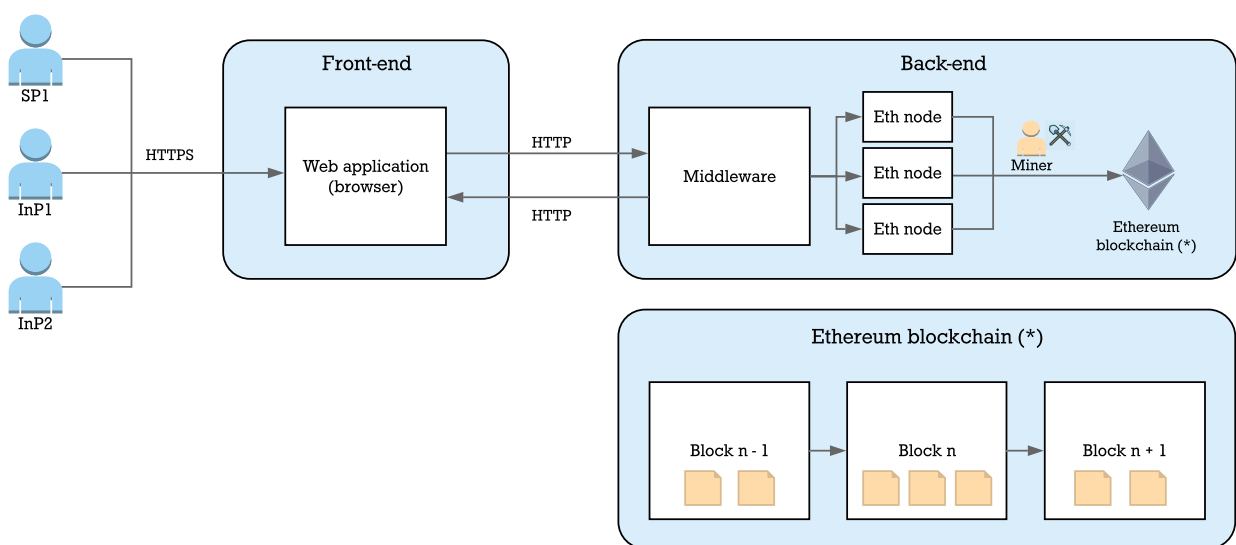 SP1
InP1
InP2
HTTPS
Front-end
Web application
(browser)
HTTP
HTTP
Back-end
Middleware
Eth node
Eth node
Eth node
Miner
Ethereum
blockchain (*)
Ethereum blockchain (*)
Block n - 1
Block n
Block n + 1